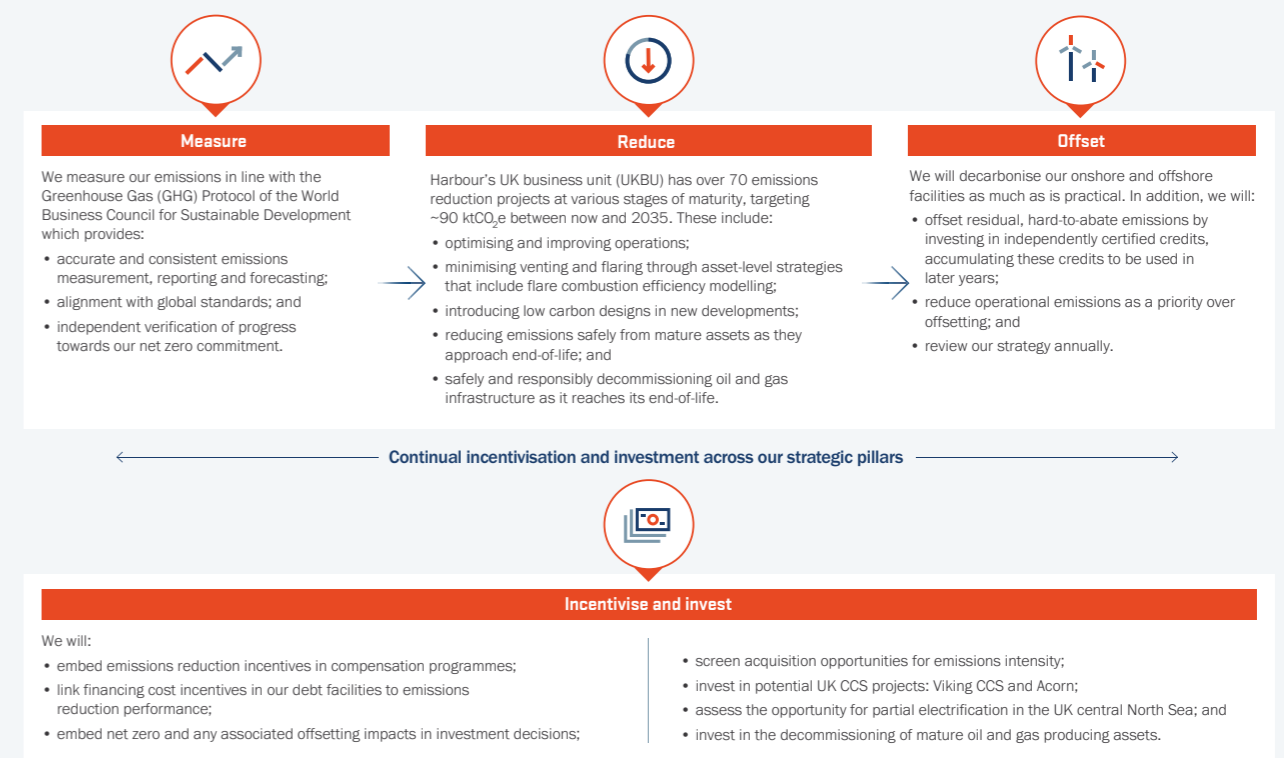 Measure
We measure our emissions in line with the
Greenhouse Gas (GHG) Protocol of the World
Business Council for Sustainable Development
which provides:
• accurate and consistent emissions
measurement, reporting and forecasting;
• alignment with global standards; and
• independent verification of progress
towards our net zero commitment.
Reduce
Harbour's UK business unit (UKBU) has over 70 emissions
reduction projects at various stages of maturity, targeting
~90 ktCO₂e between now and 2035. These include:
• optimising and improving operations;
• minimising venting and flaring through asset-level strategies
that include flare combustion efficiency modelling;
• introducing low carbon designs in new developments;
• reducing emissions safely from mature assets as they
approach end-of-life; and
• safely and responsibly decommissioning oil and gas
infrastructure as it reaches its end-of-life.
Offset
We will decarbonise our onshore and offshore
facilities as much as is practical. In addition, we will:
• offset residual, hard-to-abate emissions by
investing in independently certified credits,
accumulating these credits to be used in
later years;
• reduce operational emissions as a priority over
offsetting; and
• review our strategy annually.
Continual incentivisation and investment across our strategic pillars
Incentivise and invest
We will:
• embed emissions reduction incentives in compensation programmes;
• link financing cost incentives in our debt facilities to emissions
reduction performance;
• embed net zero and any associated offsetting impacts in investment decisions;
• screen acquisition opportunities for emissions intensity;
• invest in potential UK CCS projects: Viking CCS and Acorn;
• assess the opportunity for partial electrification in the UK central North Sea; and
• invest in the decommissioning of mature oil and gas producing assets.